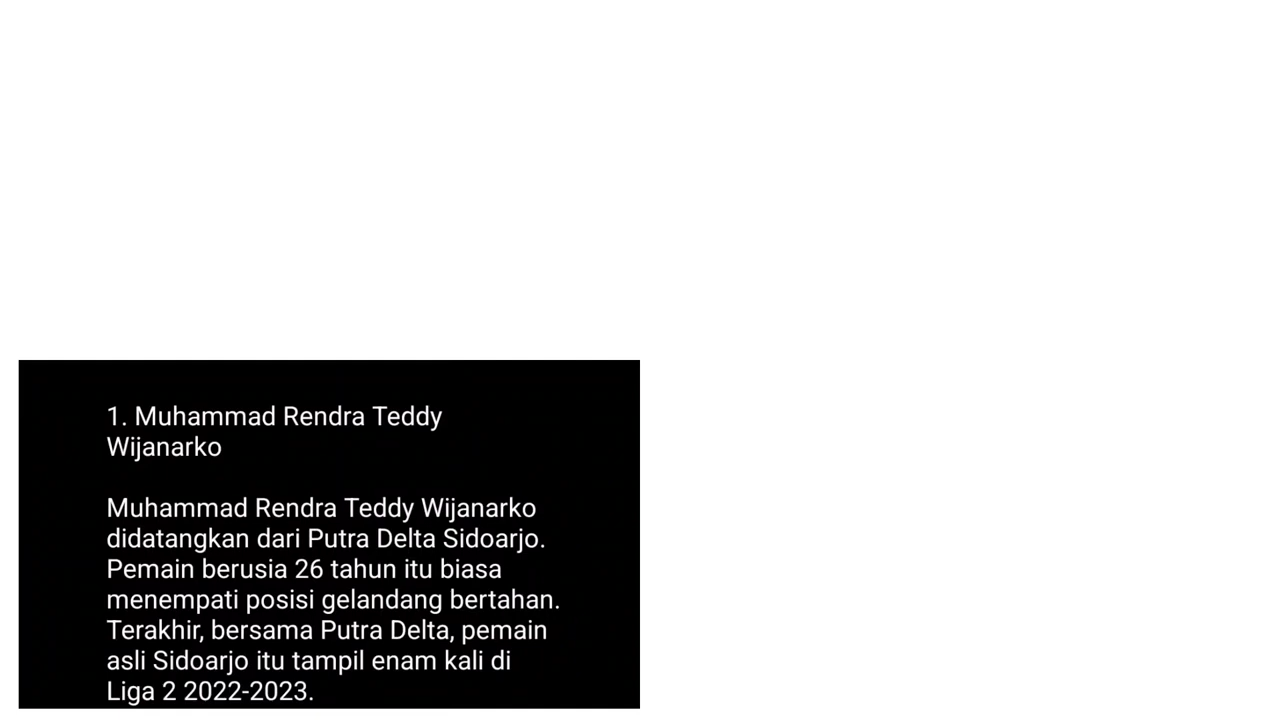 1. Muhammad Rendra Teddy
Wijanarko
Muhammad Rendra Teddy Wijanarko
didatangkan dari Putra Delta Sidoarjo.
Pemain berusia 26 tahun itu biasa
menempati posisi gelandang bertahan.
Terakhir, bersama Putra Delta, pemain
asli Sidoarjo itu tampil enam kali di
Liga 2 2022-2023.